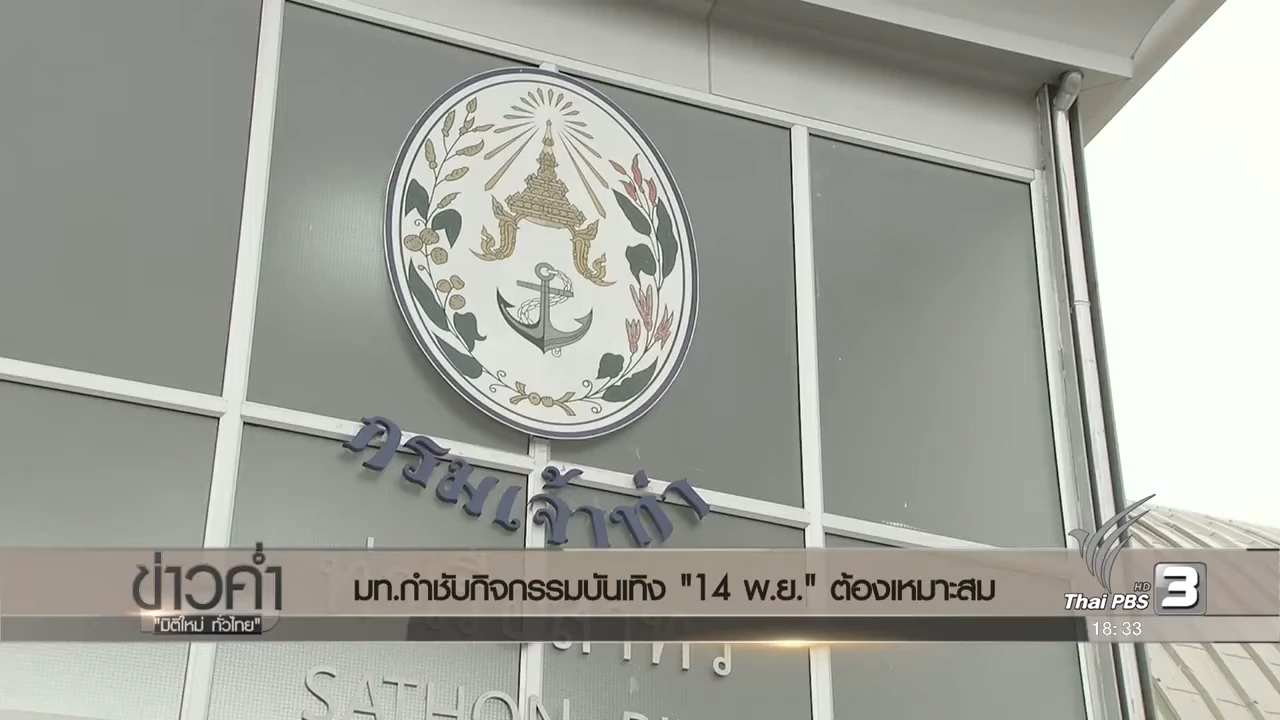 กรมเจ้าท่า
ข่าวค่ำ
"มิติใหม่ ทั่วไทย"
มท.กำชับกิจกรรมบันเทิง "14 พ.ย." ต้องเหมาะสม
HD
Thai PBS 3
18:33
SATHON